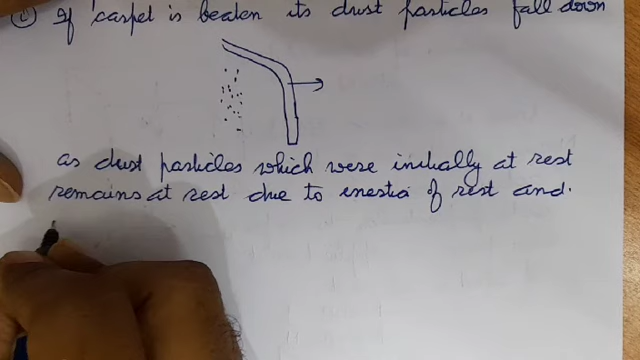 (c) If carpet is beaten its dust particles fall down
as dust particles which were initially at rest
remains at rest due to inertia of rest and.